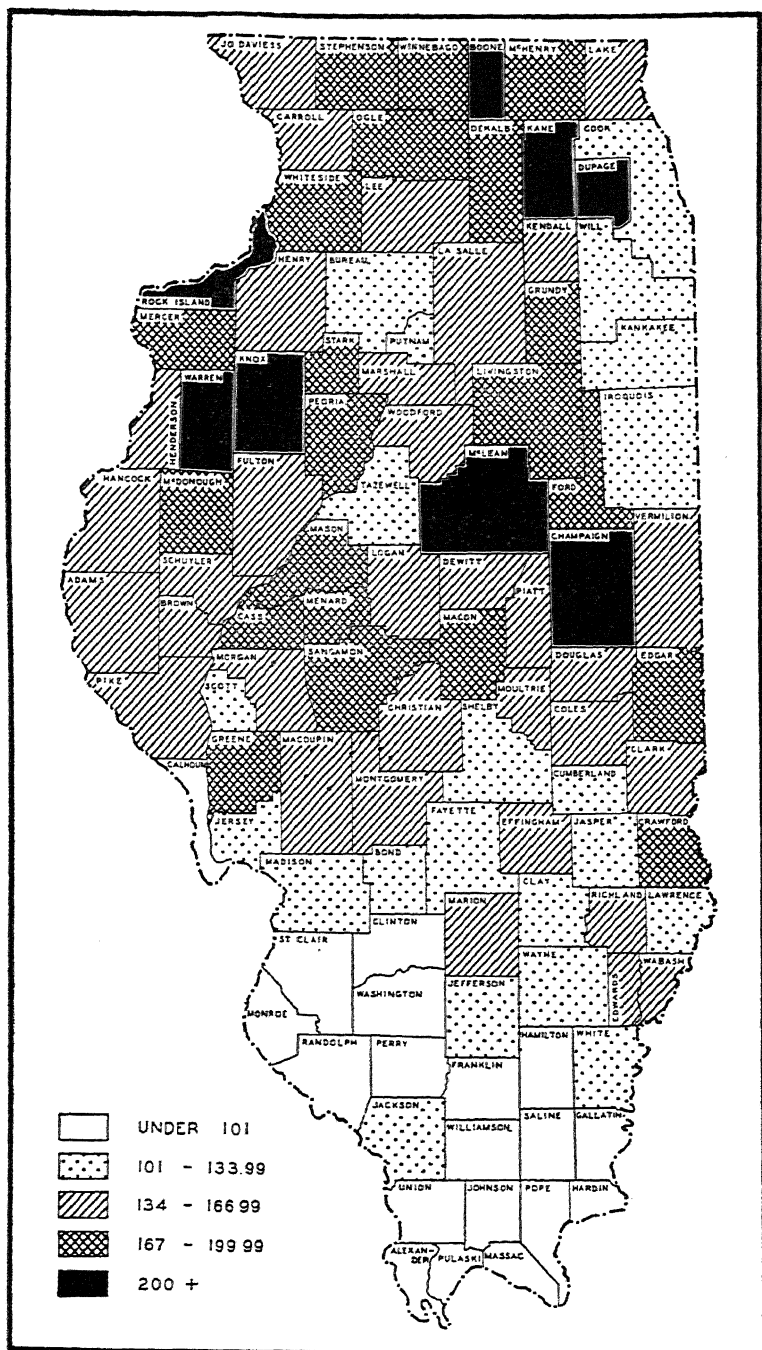 JO DAVIESS STEPHENSON WINNEBAGO BOONE McHENRY LAKE
CARROLL OGLE DEKALB KANE COOK
DUPAGE
WHITESIDE LEE
KENDALL WILL
HENRY BUREAU LA SALLE
ROCK ISLAND GRUNDY
MERCER
STARK PUTNAM KANKAKEE
KNOX
WARREN MARSHALL LIVINGSTON
PEORIA IROQUOIS
HENDERSON WOODFORD
FULTON McLEAN
HANCOCK McDONOUGH TAZEWELL FORD
MASON VERMILION
CHAMPAIGN
SCHUYLER LOGAN DEWITT
ADAMS
BROWN CASS MENARD PIATT
MACON
MORGAN SANGAMON DOUGLAS EDGAR
PIKE
SCOTT MOULTRIE
CHRISTIAN SHELBY COLES
GREENE MACOUPIN
CALHOUN MONTGOMERY CUMBERLAND CLARK
JERSEY FAYETTE EFFINGHAM JASPER CRAWFORD
MADISON BOND
CLAY
MARION RICHLAND LAWRENCE
CLINTON
ST CLAIR
WAYNE WABASH
EDWARDS
WASHINGTON JEFFERSON
MONROE
RANDOLPH PERRY HAMILTON WHITE
FRANKLIN
JACKSON
WILLIAMSON SALINE GALLATIN
UNION JOHNSON POPE HARDIN
ALEXAN-
DER PULASKI MASSAC
UNDER 101
101 - 133.99
134 - 166 99
167 - 199 99
200 +